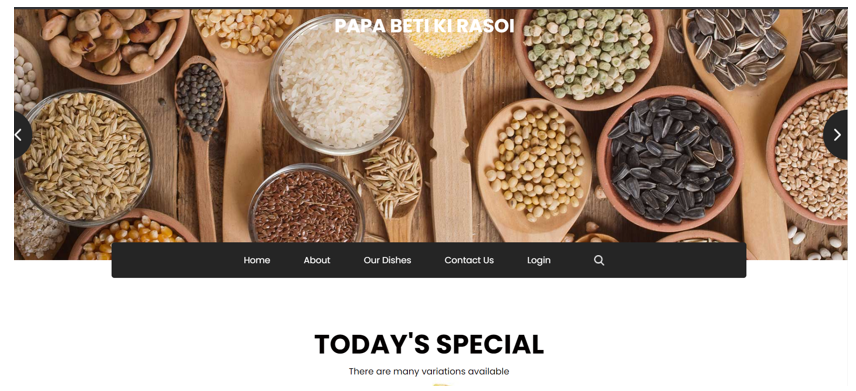 PAPA BETI KI RASOI
Home About Our Dishes Contact Us Login
TODAY'S SPECIAL
There are many variations available